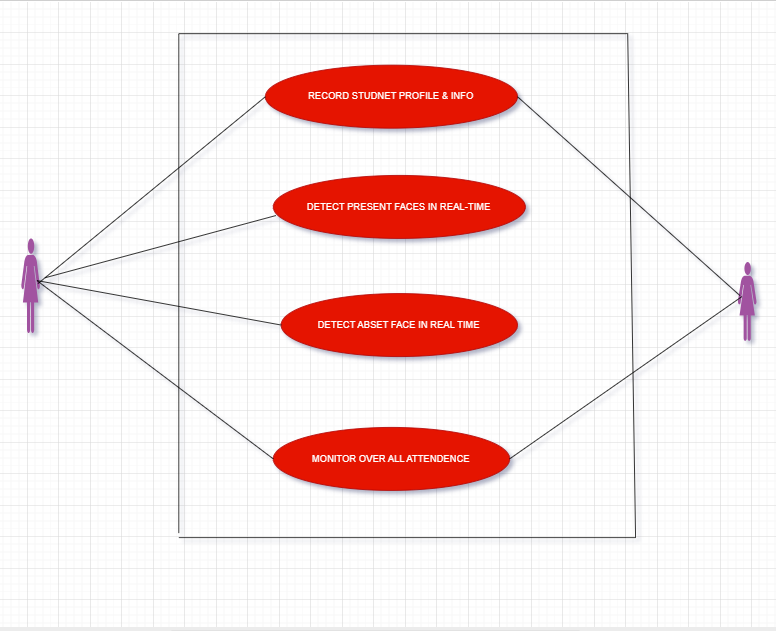 RECORD STUDNET PROFILE & INFO
DETECT PRESENT FACES IN REAL-TIME
DETECT ABSET FACE IN REAL TIME
MONITOR OVER ALL ATTENDENCE